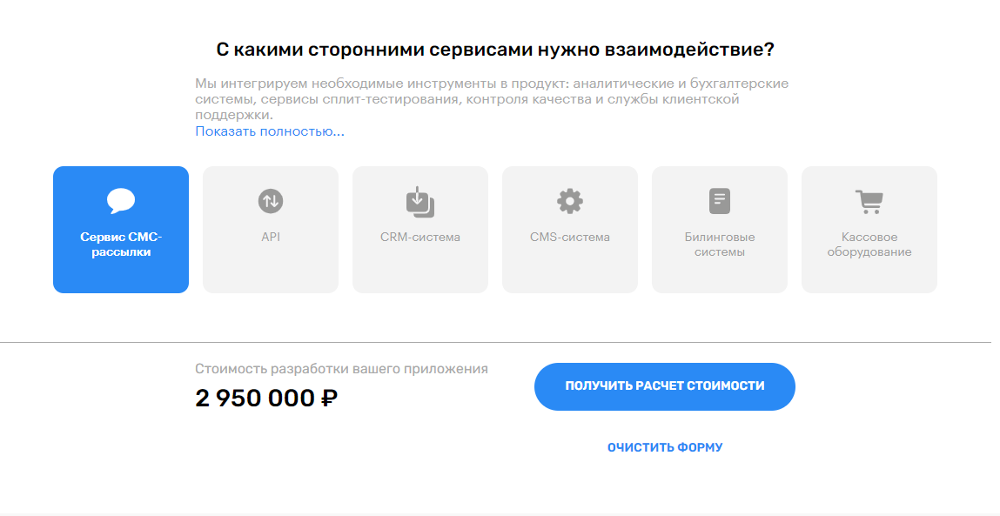 С какими сторонними сервисами нужно взаимодействие?
Мы интегрируем необходимые инструменты в продукт: аналитические и бухгалтерские
системы, сервисы сплит-тестирования, контроля качества и службы клиентской
поддержки.
Показать полностью...
Сервис СМС-
рассылки
API
CRM-система
CMS-система
Билинговые
системы
Кассовое
оборудование
Стоимость разработки вашего приложения
2 950 000 ₽
ПОЛУЧИТЬ РАСЧЕТ СТОИМОСТИ
ОЧИСТИТЬ ФОРМУ